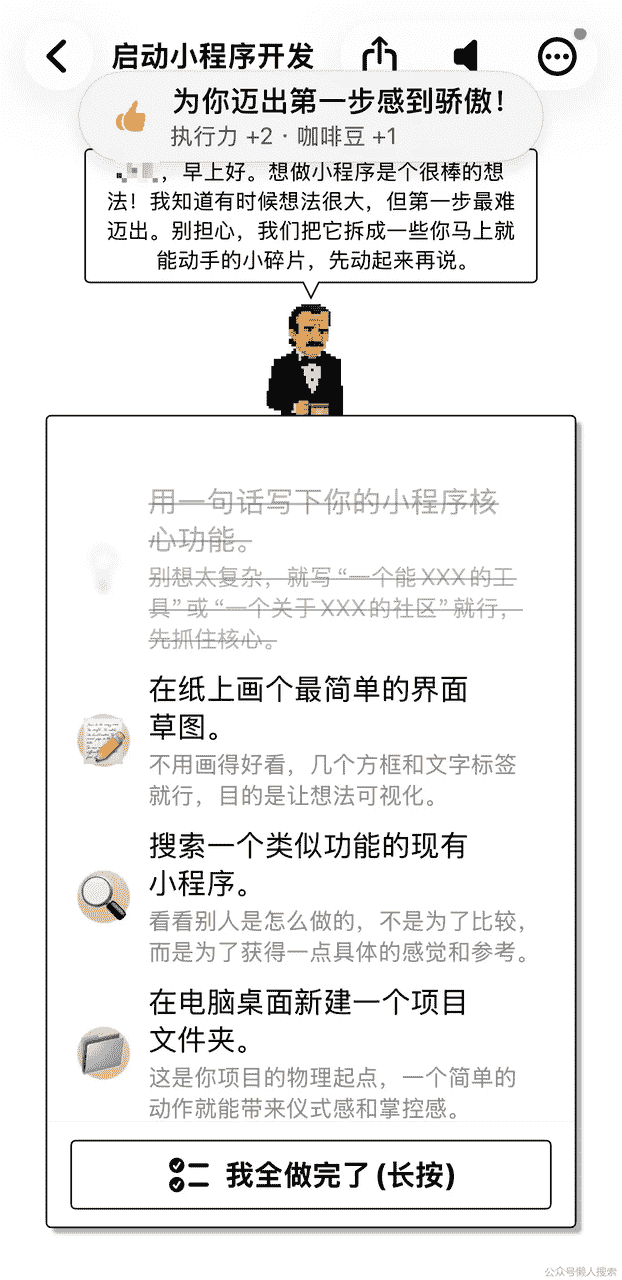 启动小程序开发
为你迈出第一步感到骄傲！
执行力 +2 · 咖啡豆 +1
，早上好。想做小程序是个很棒的想
法！我知道有时候想法很大，但第一步最难
迈出。别担心，我们把它拆成一些你马上就
能动手的小碎片，先动起来再说。
用一句话写下你的小程序核
心功能。
别想太复杂，就写“一个能XXX的工
具”或“一个关于XXX的社区”就行，
先抓住核心。
在纸上画个最简单的界面
草图。
不用画得好看，几个方框和文字标签
就行，目的是让想法可视化。
搜索一个类似功能的现有
小程序。
看看别人是怎么做的，不是为了比较，
而是为了获得一点具体的感觉和参考。
在电脑桌面新建一个项目
文件夹。
这是你项目的物理起点，一个简单的
动作就能带来仪式感和掌控感。
我全做完了(长按)
公众号懒人搜索